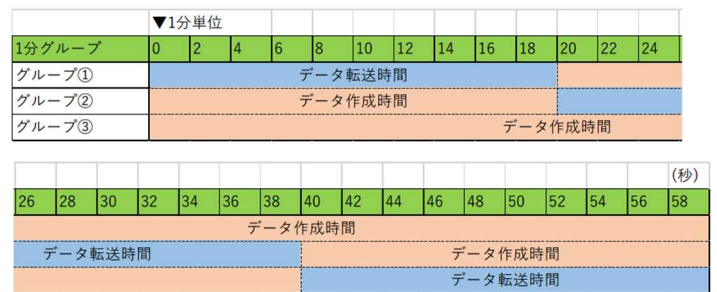 ▼1分単位
1分グループ 0 2 4 6 8 10 12 14 16 18 20 22 24
グループ① データ転送時間
グループ② データ作成時間
グループ③ データ作成時間
(秒)
26 28 30 32 34 36 38 40 42 44 46 48 50 52 54 56 58
データ作成時間
データ転送時間 データ作成時間
データ転送時間